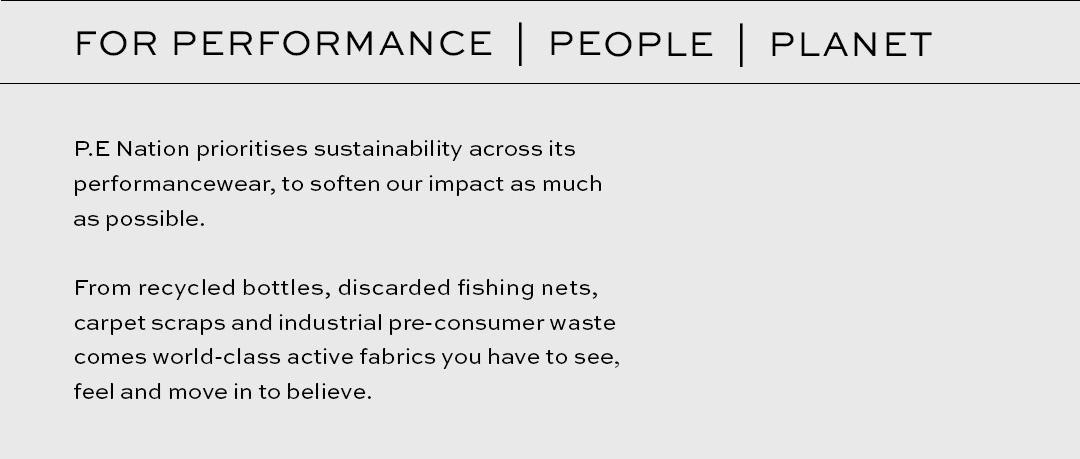 FOR PERFORMANCE | PEOPLE | PLANET
P.E Nation prioritises sustainability across its
performancewear, to soften our impact as much
as possible.
From recycled bottles, discarded fishing nets,
carpet scraps and industrial pre-consumer waste
comes world-class active fabrics you have to see,
feel and move in to believe.